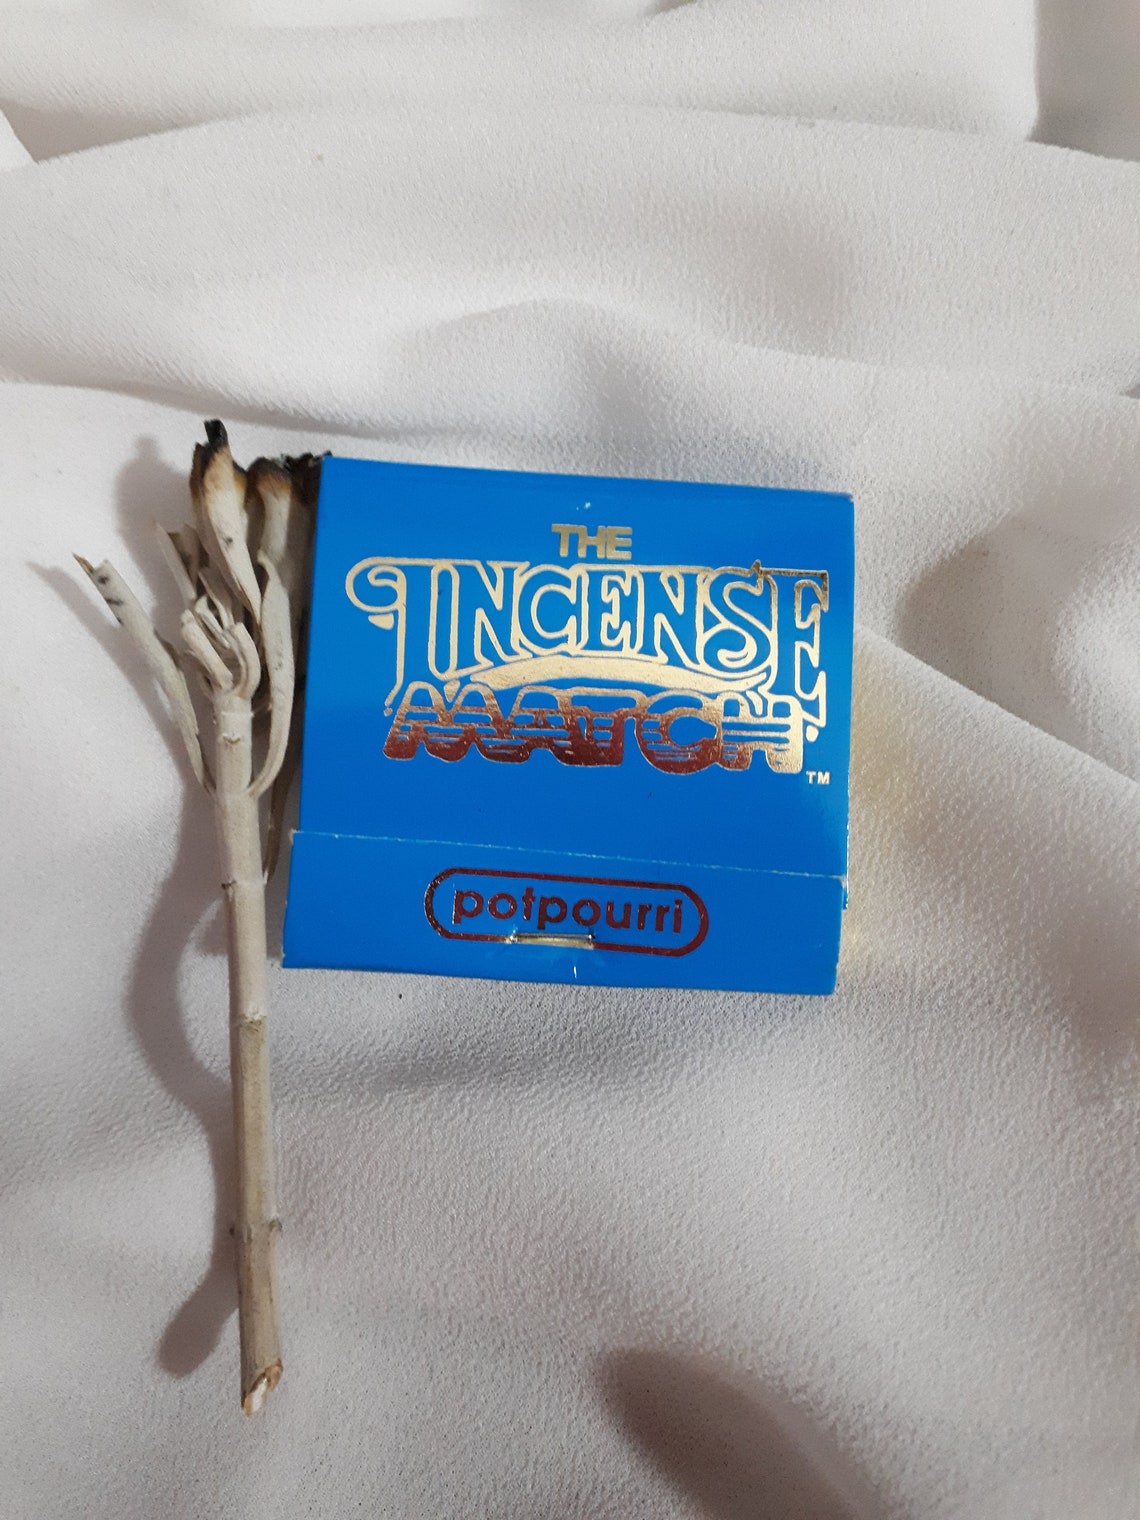 THE
INCENSE
MATCH
TM
potpourri